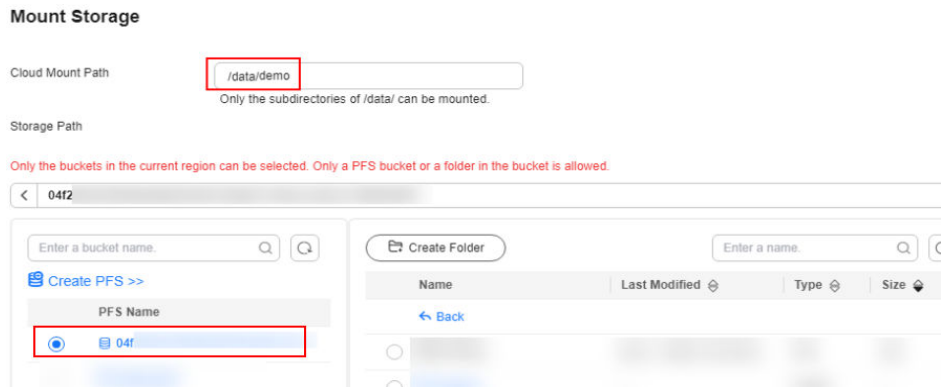 Mount Storage
Cloud Mount Path
/data/demo
Only the subdirectories of /data/ can be mounted.
Storage Path
Only the buckets in the current region can be selected. Only a PFS bucket or a folder in the bucket is allowed.
04f2
Enter a bucket name.
Create Folder
Enter a name.
Create PFS >>
Name Last Modified Type Size
PFS Name
Back
04f